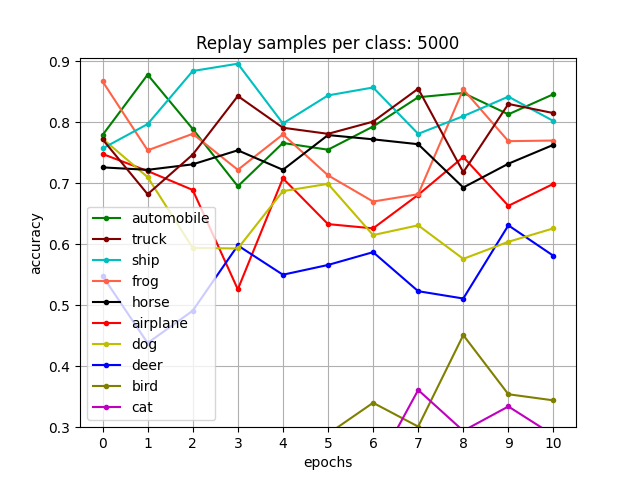 Replay samples per class: 5000
0.9
0.8
0.7
0.6
0.5
0.4
0.3
accuracy
automobile
truck
ship
frog
horse
airplane
dog
deer
bird
cat
0 1 2 3 4 5 6 7 8 9 10
epochs